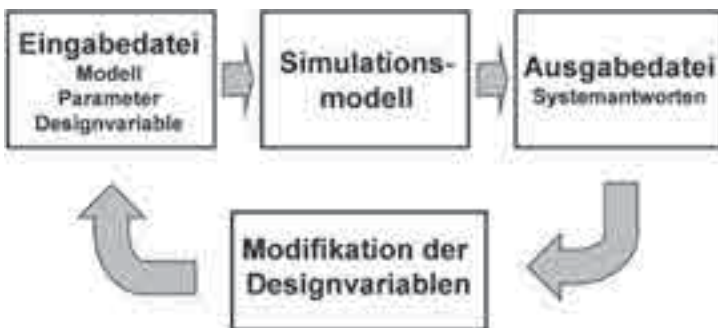 Eingabedatei
Modell
Parameter
Designvariable
Simulations-
modell
Ausgabedatei
Systemantworten
Modifikation der
Designvariablen